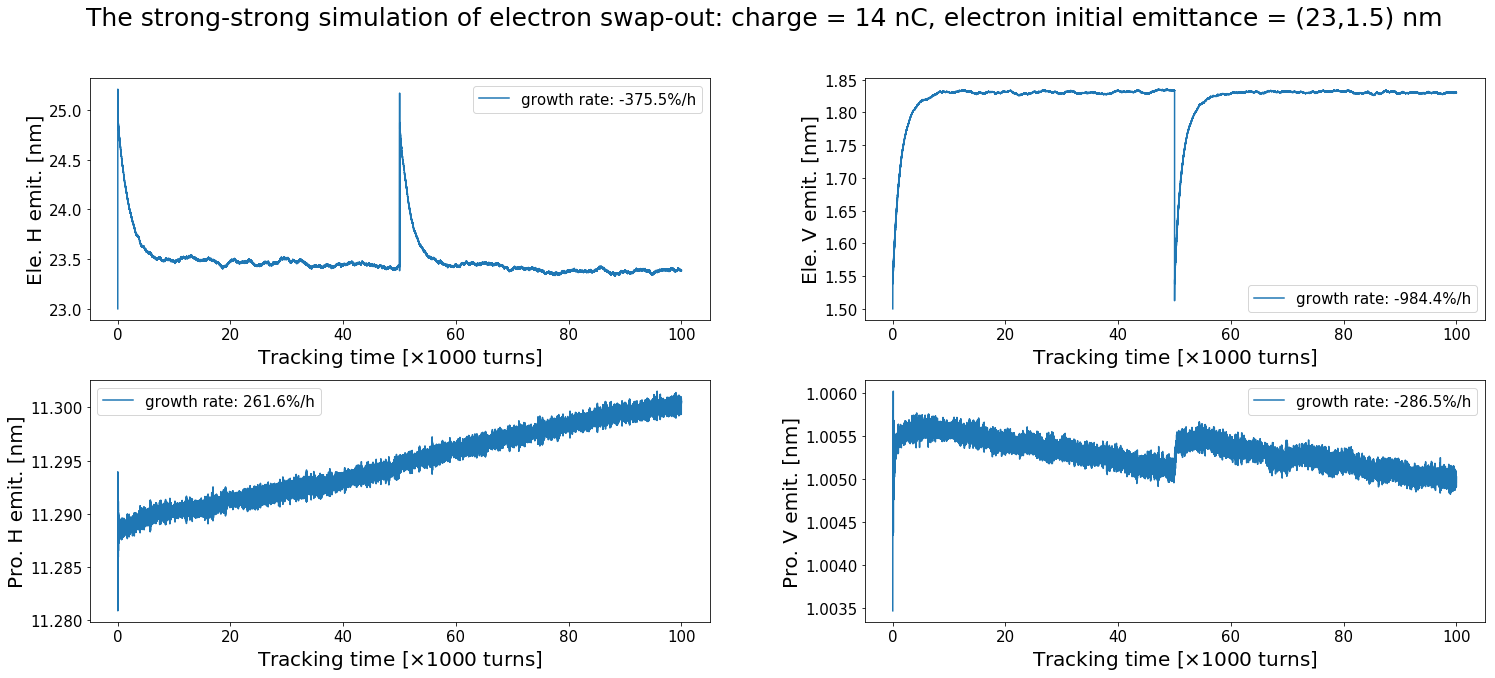 The strong-strong simulation of electron swap-out: charge = 14 nC, electron initial emittance = (23,1.5) nm
Ele. H emit. [nm]
25.0
24.5
24.0
23.5
23.0
growth rate: -375.5%/h
0 20 40 60 80 100
Tracking time [×1000 turns]
Ele. V emit. [nm]
1.85
1.80
1.75
1.70
1.65
1.60
1.55
1.50
growth rate: -984.4%/h
0 20 40 60 80 100
Tracking time [×1000 turns]
Pro. H emit. [nm]
11.300
11.295
11.290
11.285
11.280
growth rate: 261.6%/h
0 20 40 60 80 100
Tracking time [×1000 turns]
Pro. V emit. [nm]
1.0060
1.0055
1.0050
1.0045
1.0040
1.0035
growth rate: -286.5%/h
0 20 40 60 80 100
Tracking time [×1000 turns]